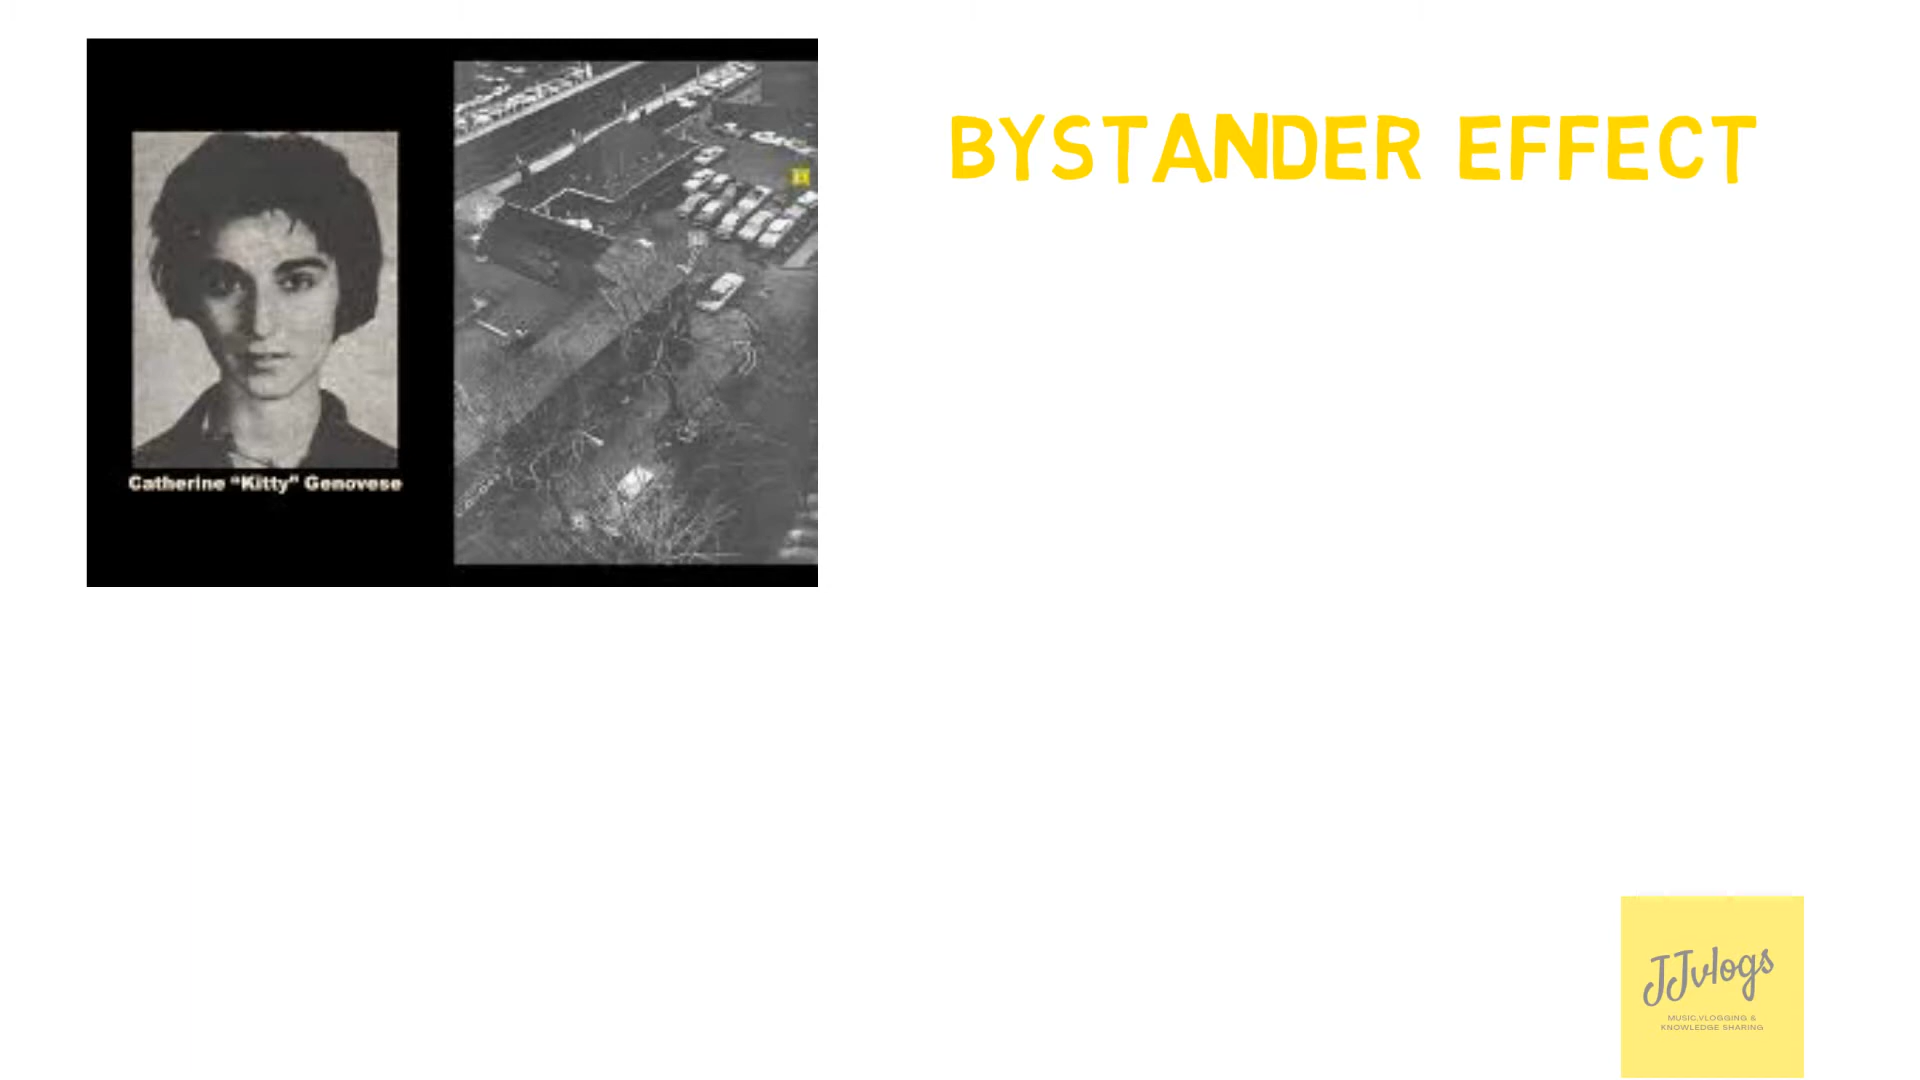 BYSTANDER EFFECT
Catherine “Kitty” Genovese
JJvlogs
MUSIC,VLOGGING &
KNOWLEDGE SHARING